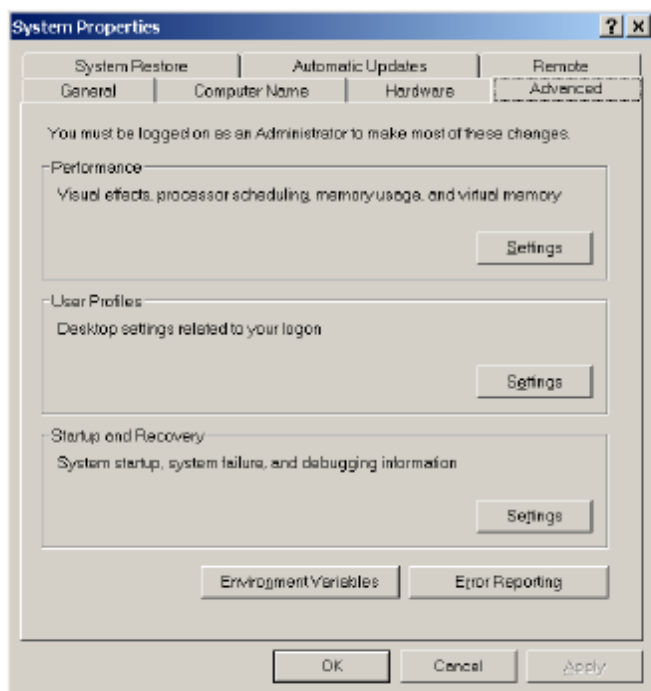 System Properties
System Restore Automatic Updates Remote
General Computer Name Hardware Advanced
You must be logged on as an Administrator to make most of these changes.
Performance
Visual effects, processor scheduling, memory usage, and virtual memory
Settings
User Profiles
Desktop settings related to your logon
Settings
Startup and Recovery
System startup, system failure, and debugging information
Settings
Environment Variables Error Reporting
OK Cancel Apply